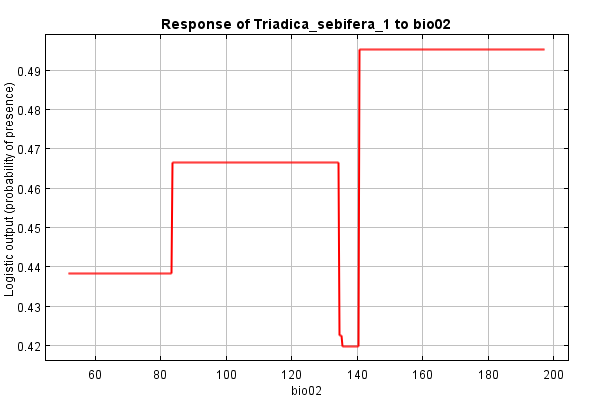 Response of Triadica_sebifera_1 to bio02
Logistic output (probability of presence)
0.49
0.48
0.47
0.46
0.45
0.44
0.43
0.42
60 80 100 120 140 160 180 200
bio02